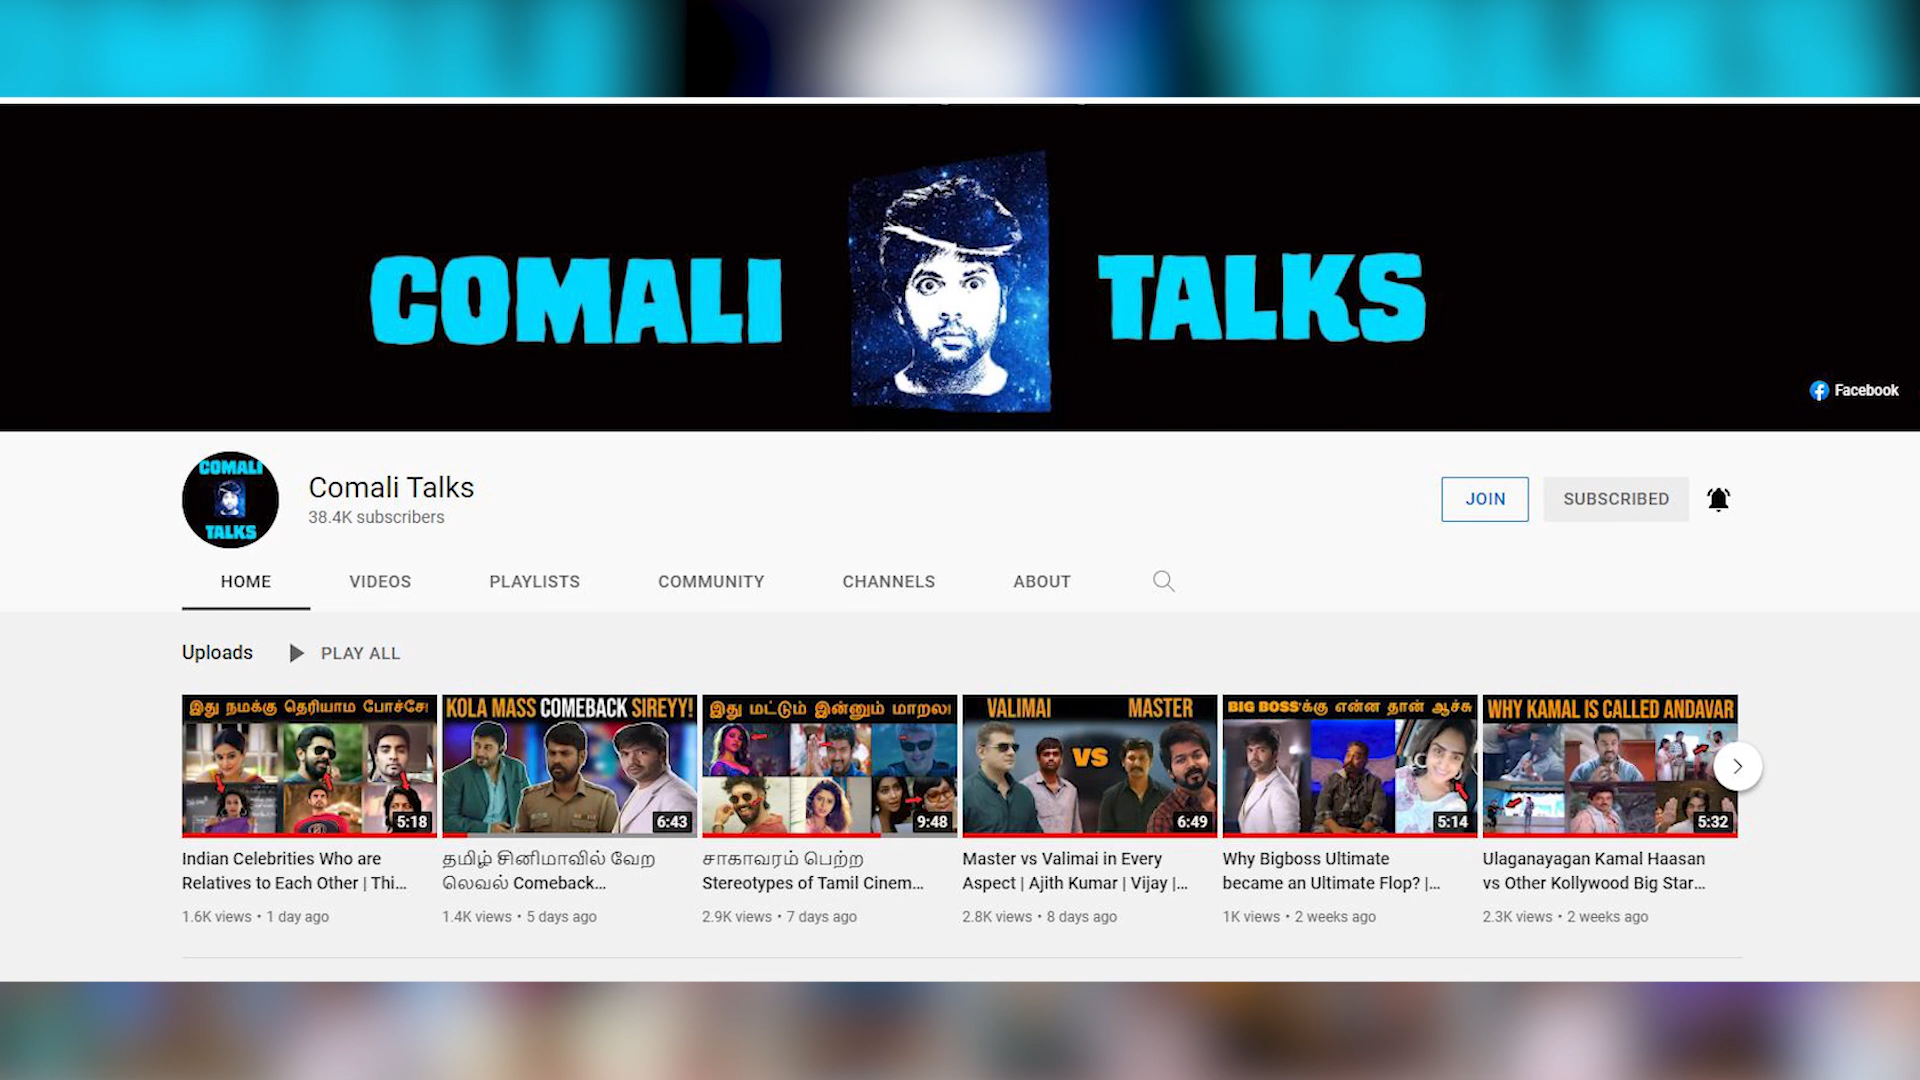 COMALI TALKS
Facebook
COMALI
TALKS
Comali Talks
38.4K subscribers
JOIN
SUBSCRIBED
HOME
VIDEOS
PLAYLISTS
COMMUNITY
CHANNELS
ABOUT
Uploads
PLAY ALL
இது நமக்கு தெரியாம போச்சே!
5:18
Indian Celebrities Who are
Relatives to Each Other | Thi...
1.6K views • 1 day ago
KOLA MASS COMEBACK SIREYY!
6:43
தமிழ் சினிமாவில் வேற
லெவல் Comeback...
1.4K views • 5 days ago
இது மட்டும் இன்னும் மாறல!
9:48
சாகாவரம் பெற்ற
Stereotypes of Tamil Cinem...
2.9K views • 7 days ago
VALIMAI MASTER
VS
6:49
Master vs Valimai in Every
Aspect | Ajith Kumar | Vijay |...
2.8K views • 8 days ago
BIG BOSS'க்கு என்ன தான் ஆச்சு
5:14
Why Bigboss Ultimate
became an Ultimate Flop? |...
1K views • 2 weeks ago
WHY KAMAL IS CALLED ANDAVAR
5:32
Ulaganayagan Kamal Haasan
vs Other Kollywood Big Star...
2.3K views • 2 weeks ago